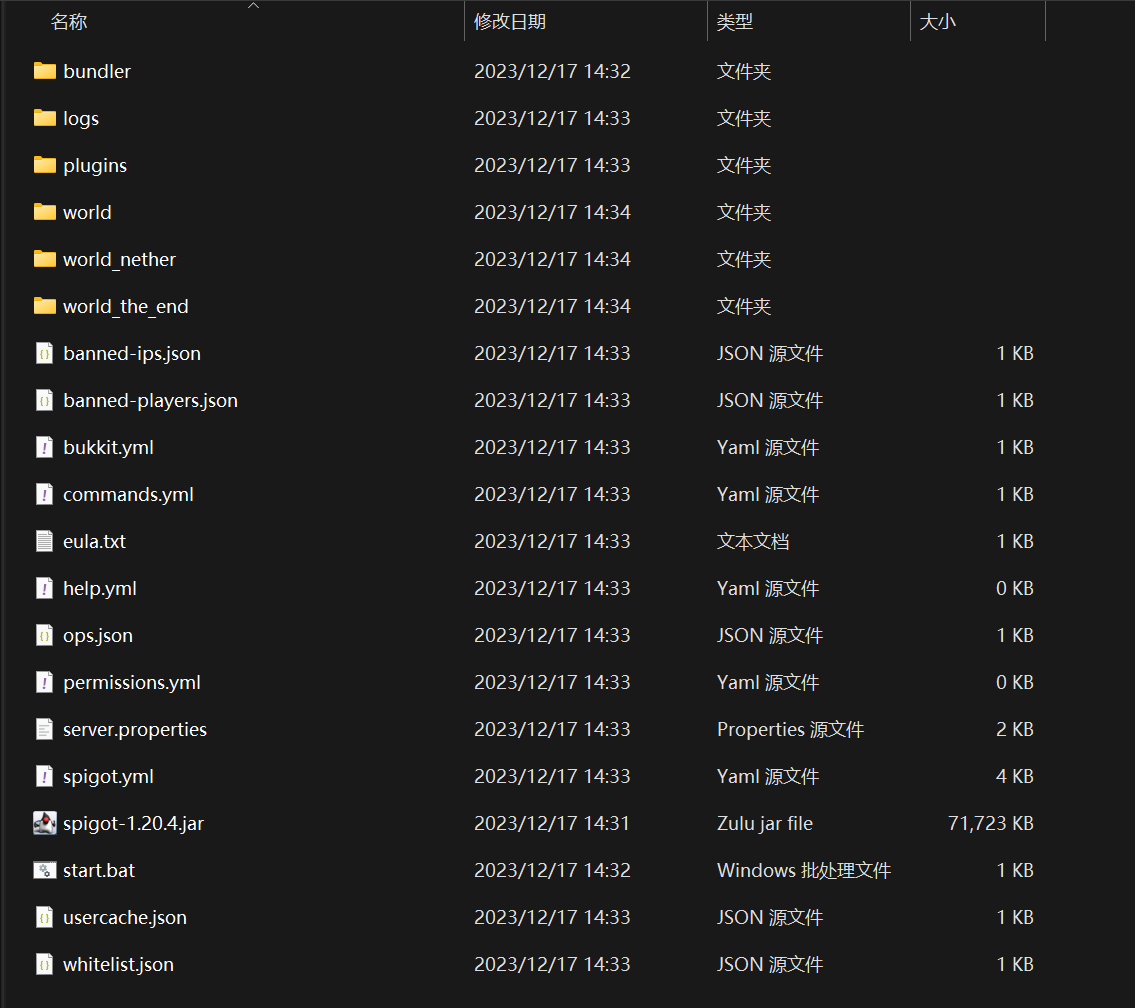 名称 修改日期 类型 大小
bundler 2023/12/17 14:32 文件夹
logs 2023/12/17 14:33 文件夹
plugins 2023/12/17 14:33 文件夹
world 2023/12/17 14:34 文件夹
world_nether 2023/12/17 14:34 文件夹
world_the_end 2023/12/17 14:34 文件夹
banned-ips.json 2023/12/17 14:33 JSON 源文件 1 KB
banned-players.json 2023/12/17 14:33 JSON 源文件 1 KB
bukkit.yml 2023/12/17 14:33 Yaml 源文件 1 KB
commands.yml 2023/12/17 14:33 Yaml 源文件 1 KB
eula.txt 2023/12/17 14:33 文本文档 1 KB
help.yml 2023/12/17 14:33 Yaml 源文件 0 KB
ops.json 2023/12/17 14:33 JSON 源文件 1 KB
permissions.yml 2023/12/17 14:33 Yaml 源文件 0 KB
server.properties 2023/12/17 14:33 Properties 源文件 2 KB
spigot.yml 2023/12/17 14:33 Yaml 源文件 4 KB
spigot-1.20.4.jar 2023/12/17 14:31 Zulu jar file 71,723 KB
start.bat 2023/12/17 14:32 Windows 批处理文件 1 KB
usercache.json 2023/12/17 14:33 JSON 源文件 1 KB
whitelist.json 2023/12/17 14:33 JSON 源文件 1 KB